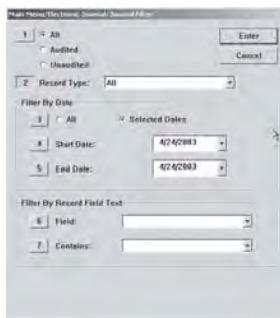 Main Menu/Electronic Journal/Journal Filter
1 All Enter
Audited Cancel
Unaudited
2 Record Type: All
Filter By Date
3 All Selected Dates
4 Start Date: 4/24/2003
5 End Date: 4/24/2003
Filter By Record Field Text
6 Field:
7 Contains: